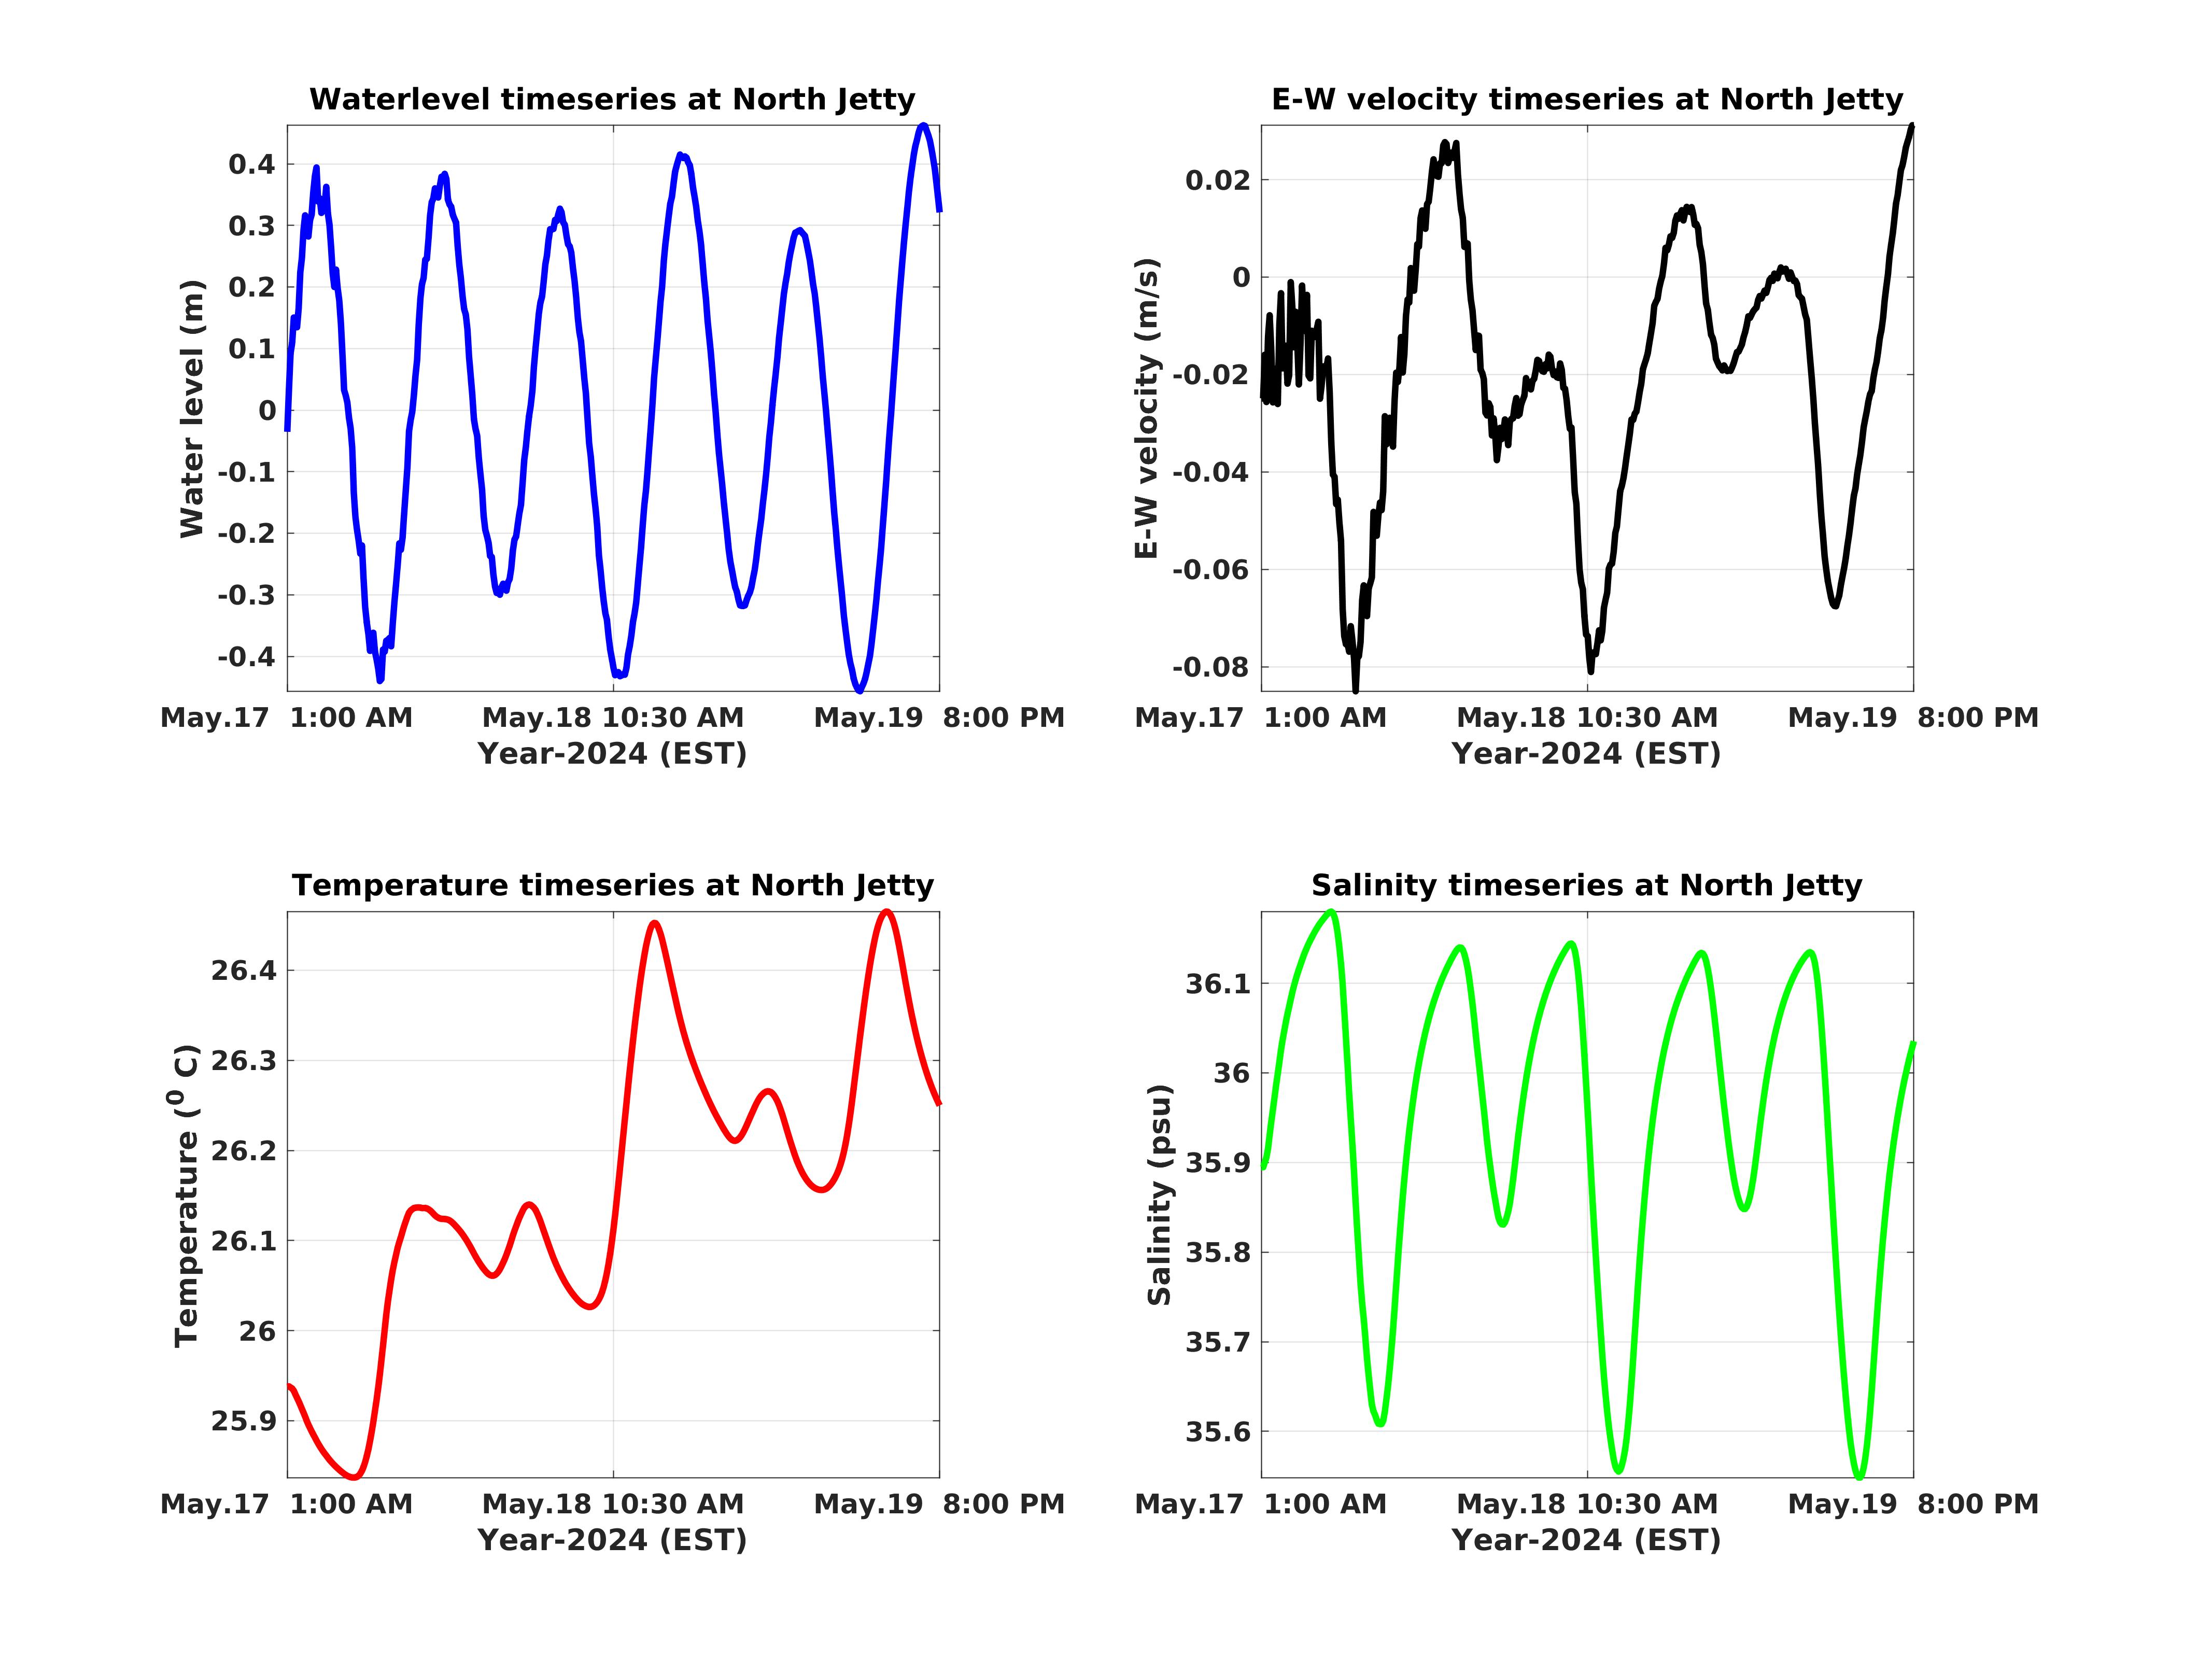 Waterlevel timeseries at North Jetty
Water level (m)
0.4
0.3
0.2
0.1
0
-0.1
-0.2
-0.3
-0.4
May.17 1:00 AM May.18 10:30 AM May.19 8:00 PM
Year-2024 (EST)
E-W velocity timeseries at North Jetty
E-W velocity (m/s)
0.02
0
-0.02
-0.04
-0.06
-0.08
May.17 1:00 AM May.18 10:30 AM May.19 8:00 PM
Year-2024 (EST)
Temperature timeseries at North Jetty
Temperature (⁰ C)
26.4
26.3
26.2
26.1
26
25.9
May.17 1:00 AM May.18 10:30 AM May.19 8:00 PM
Year-2024 (EST)
Salinity timeseries at North Jetty
Salinity (psu)
36.1
36
35.9
35.8
35.7
35.6
May.17 1:00 AM May.18 10:30 AM May.19 8:00 PM
Year-2024 (EST)